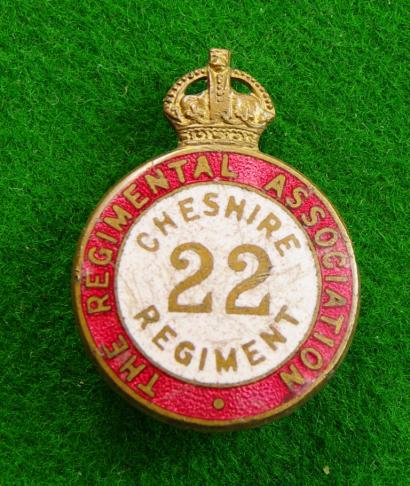 THE REGIMENTAL ASSOCIATION
CHESHIRE
22
REGIMENT